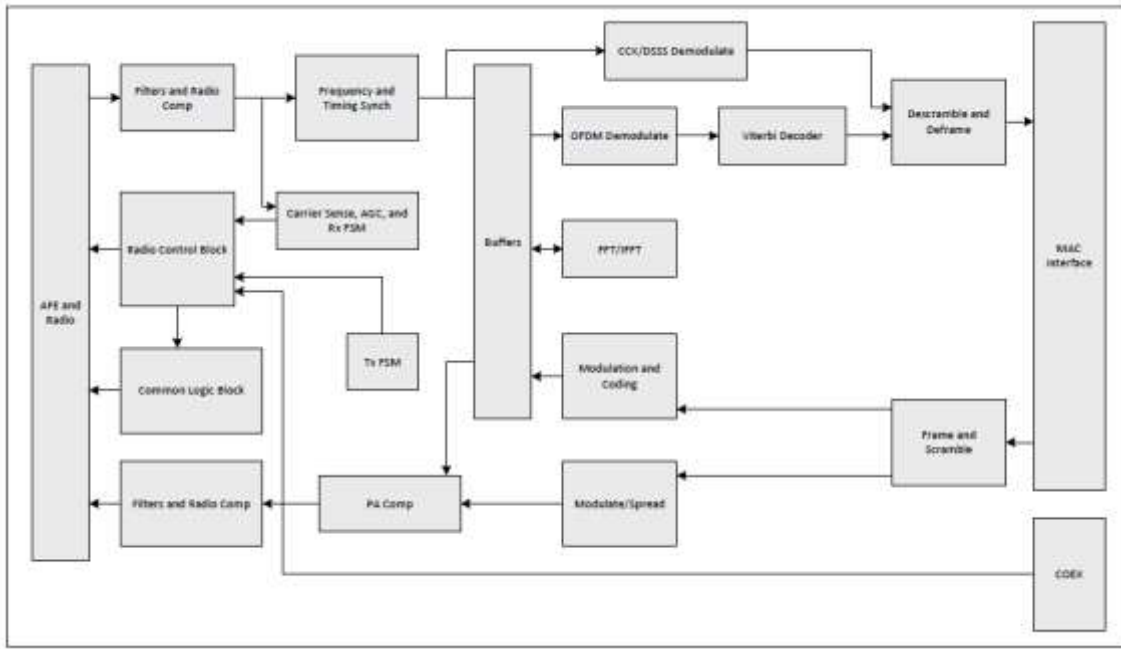 CCK/DSSS Demodulate
Filters and Radio
Comp
Frequency and
Timing Synch
Descramble and
Deframe
OFDM Demodulate
Viterbi Decoder
Carrier Sense, AGC, and
Rx FSM
Radio Control Block
Buffers
FFT/IFFT
MAC
Interface
AFE and
Radio
Tx FSM
Modulation and
Coding
Common Logic Block
Frame and
Scramble
Filters and Radio Comp
PA Comp
Modulate/Spread
COEX